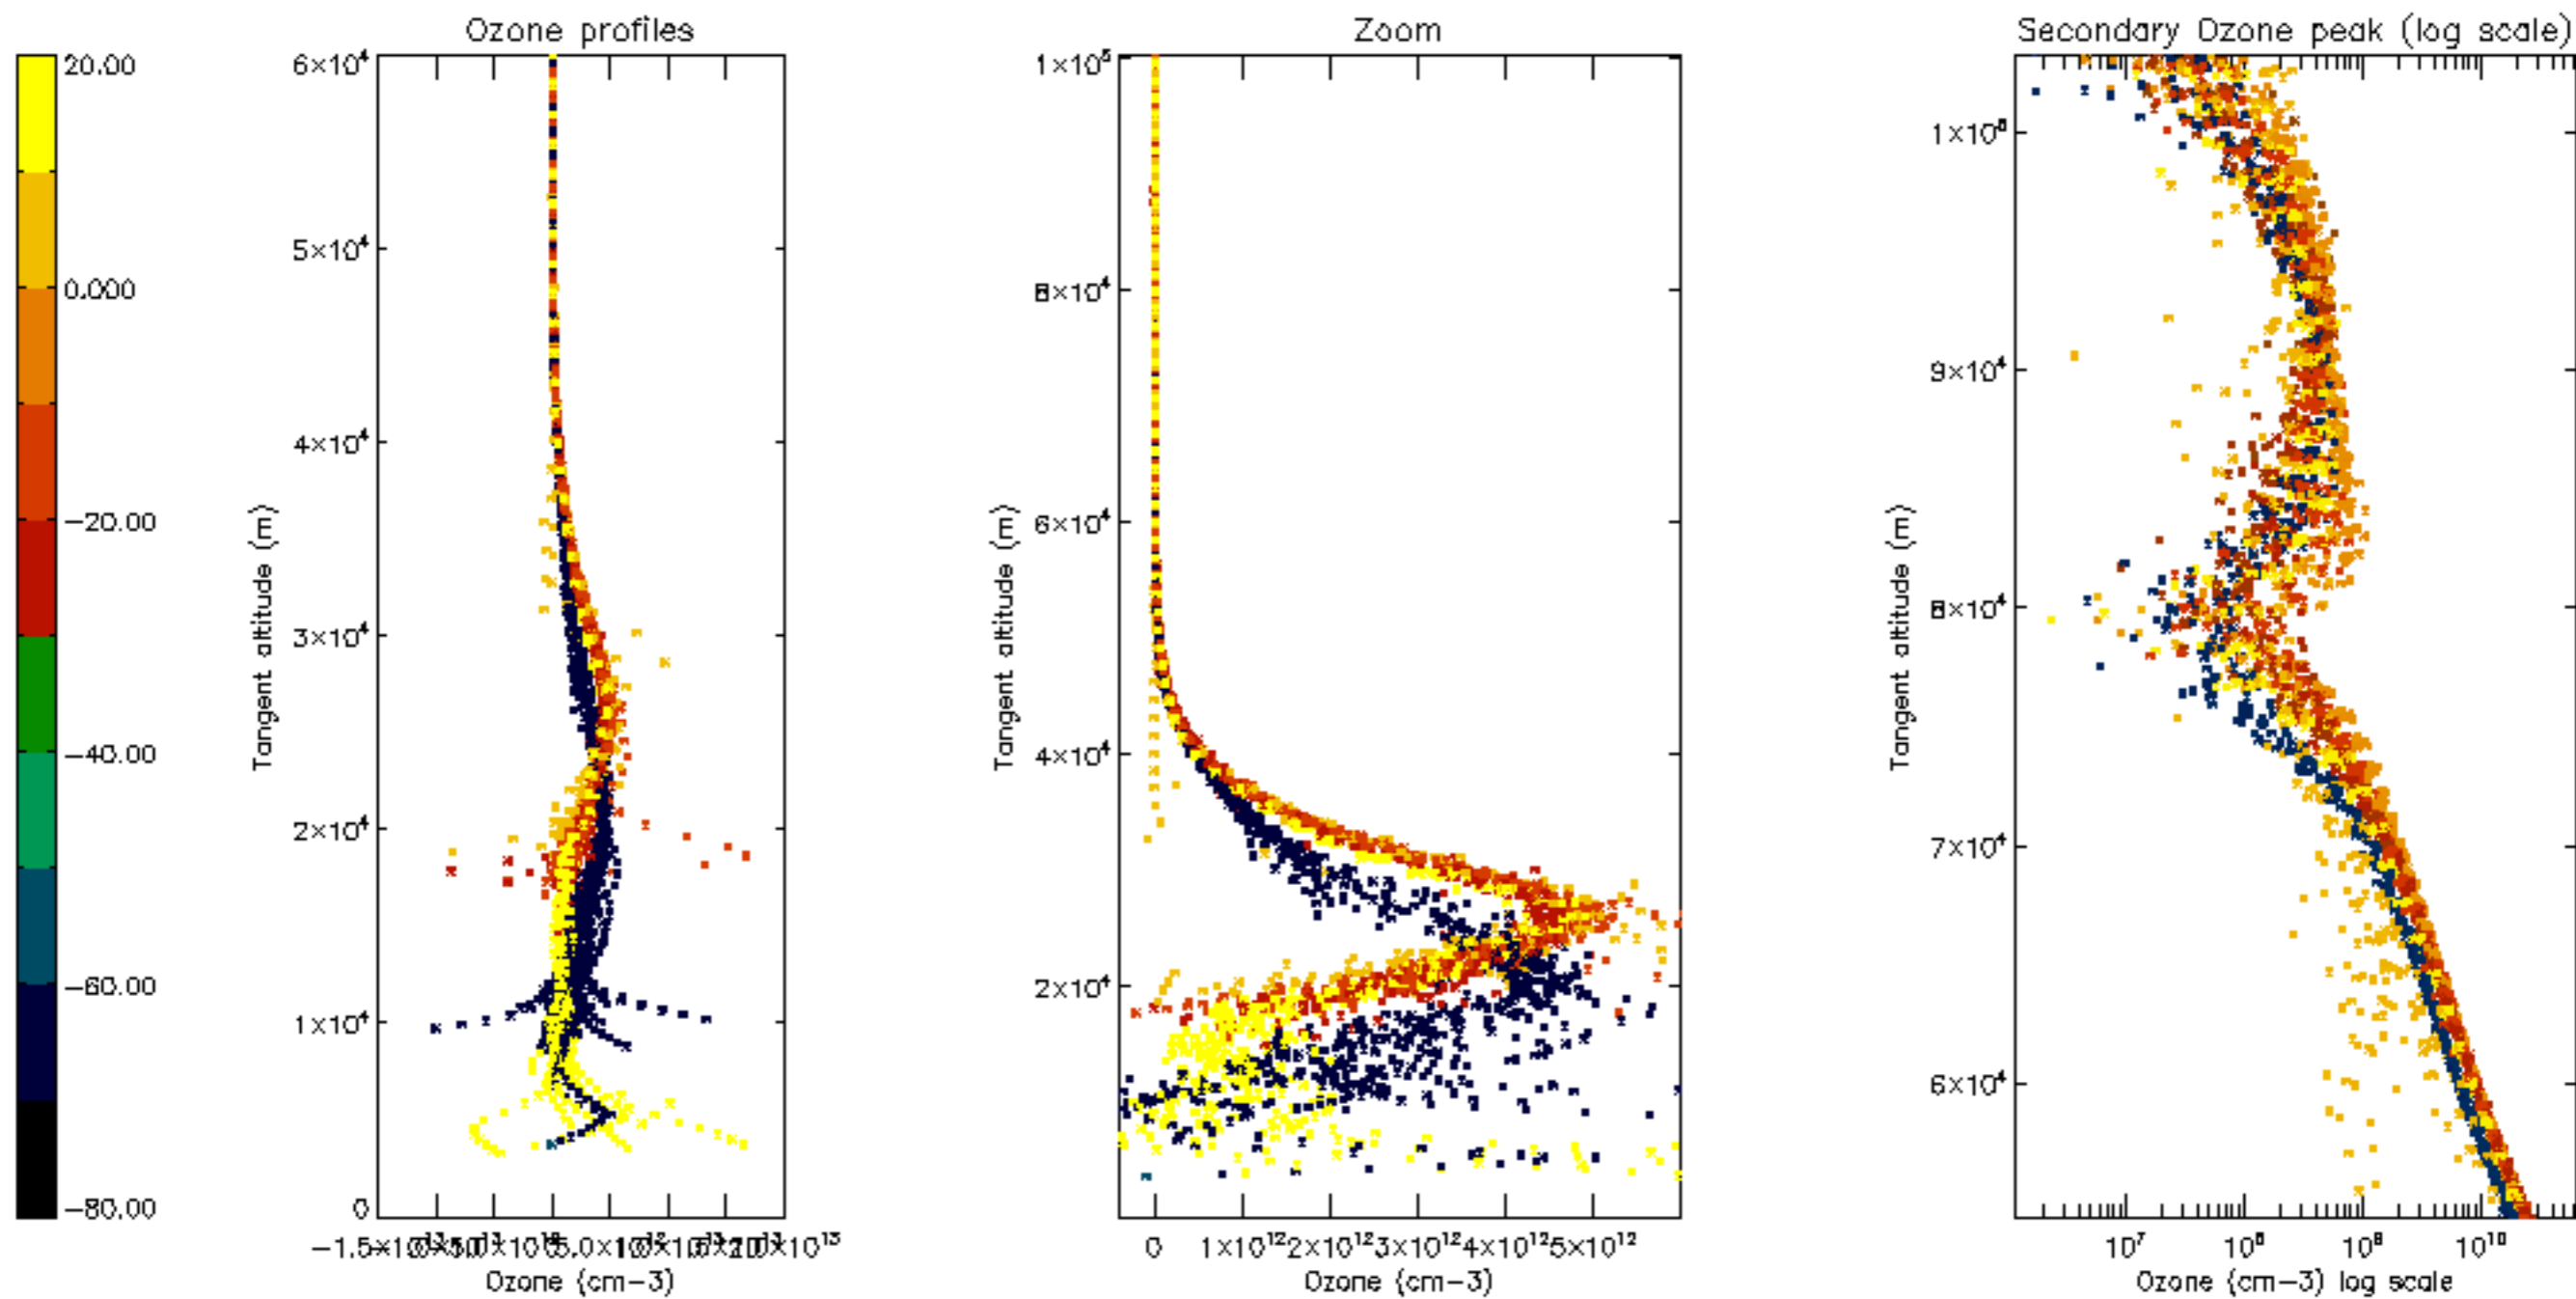 Ozone profiles
Zoom
Secondary Ozone peak (log scale)
20.00
0.000
−20.00
−40.00
−60.00
−80.00
Tangent altitude (m)
6×10⁴
5×10⁴
4×10⁴
3×10⁴
2×10⁴
1×10⁴
0
Ozone (cm−3)
Tangent altitude (m)
1×10⁵
8×10⁴
6×10⁴
4×10⁴
2×10⁴
0 1×10¹² 2×10¹² 3×10¹² 4×10¹² 5×10¹²
Ozone (cm−3)
Tangent altitude (m)
9×10⁴
8×10⁴
7×10⁴
6×10⁴
10⁷ 10⁸ 10⁹ 10¹⁰
Ozone (cm−3) log scale